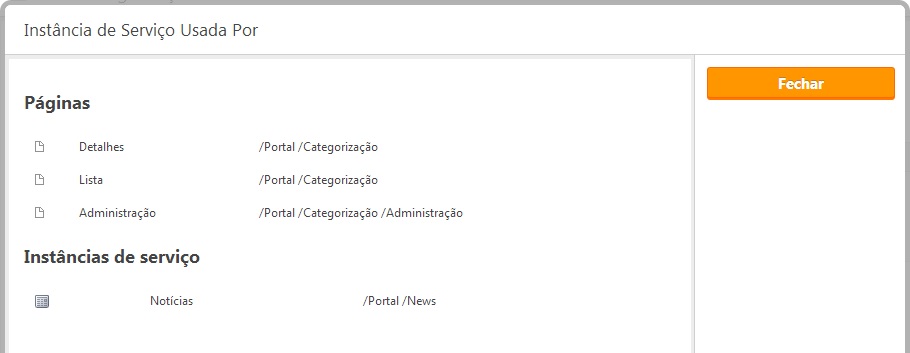 Instância de Serviço Usada Por
Fechar
Páginas
Detalhes /Portal /Categorização
Lista /Portal /Categorização
Administração /Portal /Categorização /Administração
Instâncias de serviço
Notícias /Portal /News